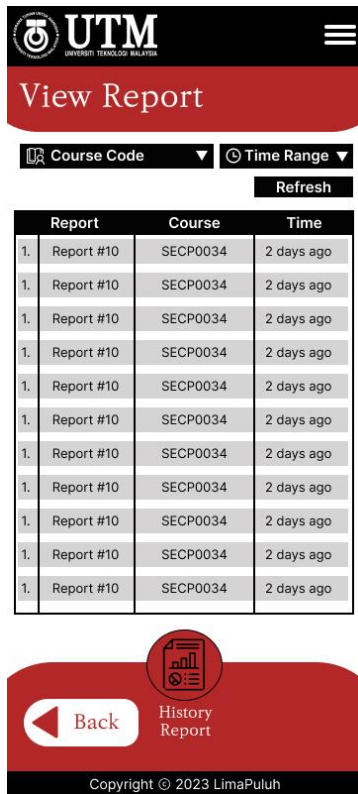 UTM
UNIVERSITI TEKNOLOGI MALAYSIA
View Report
Course Code ▼ Time Range ▼
Refresh
Report Course Time
1. Report #10 SECP0034 2 days ago
1. Report #10 SECP0034 2 days ago
1. Report #10 SECP0034 2 days ago
1. Report #10 SECP0034 2 days ago
1. Report #10 SECP0034 2 days ago
1. Report #10 SECP0034 2 days ago
1. Report #10 SECP0034 2 days ago
1. Report #10 SECP0034 2 days ago
1. Report #10 SECP0034 2 days ago
1. Report #10 SECP0034 2 days ago
1. Report #10 SECP0034 2 days ago
Back
History
Report
Copyright © 2023 LimaPuluh